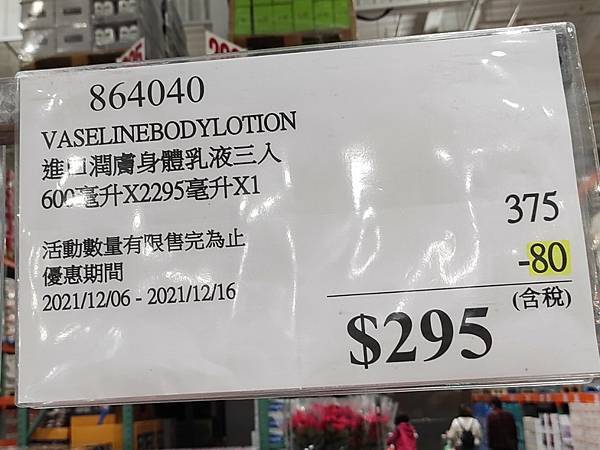 864040
VASELINEBODYLOTION
進口潤膚身體乳液三入
600毫升X2295毫升X1
375
活動數量有限售完為止
-80
優惠期間
2021/12/06 - 2021/12/16
(含稅)
$295